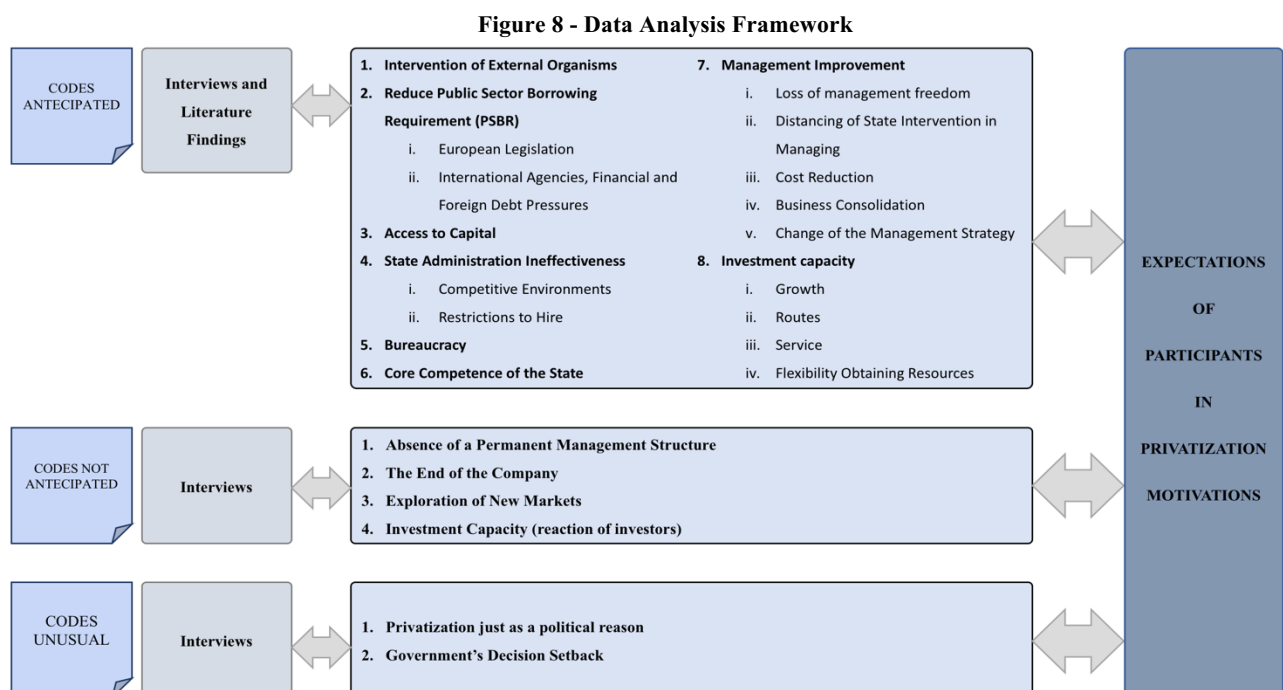 Figure 8 - Data Analysis Framework
CODES
ANTECIPATED
Interviews and
Literature
Findings
1. Intervention of External Organisms
2. Reduce Public Sector Borrowing
Requirement (PSBR)
i. European Legislation
ii. International Agencies, Financial and
Foreign Debt Pressures
3. Access to Capital
4. State Administration Ineffectiveness
i. Competitive Environments
ii. Restrictions to Hire
5. Bureaucracy
6. Core Competence of the State
7. Management Improvement
i. Loss of management freedom
ii. Distancing of State Intervention in
Managing
iii. Cost Reduction
iv. Business Consolidation
v. Change of the Management Strategy
8. Investment capacity
i. Growth
ii. Routes
iii. Service
iv. Flexibility Obtaining Resources
CODES NOT
ANTECIPATED
Interviews
1. Absence of a Permanent Management Structure
2. The End of the Company
3. Exploration of New Markets
4. Investment Capacity (reaction of investors)
CODES
UNUSUAL
Interviews
1. Privatization just as a political reason
2. Government’s Decision Setback
EXPECTATIONS
OF
PARTICIPANTS
IN
PRIVATIZATION
MOTIVATIONS